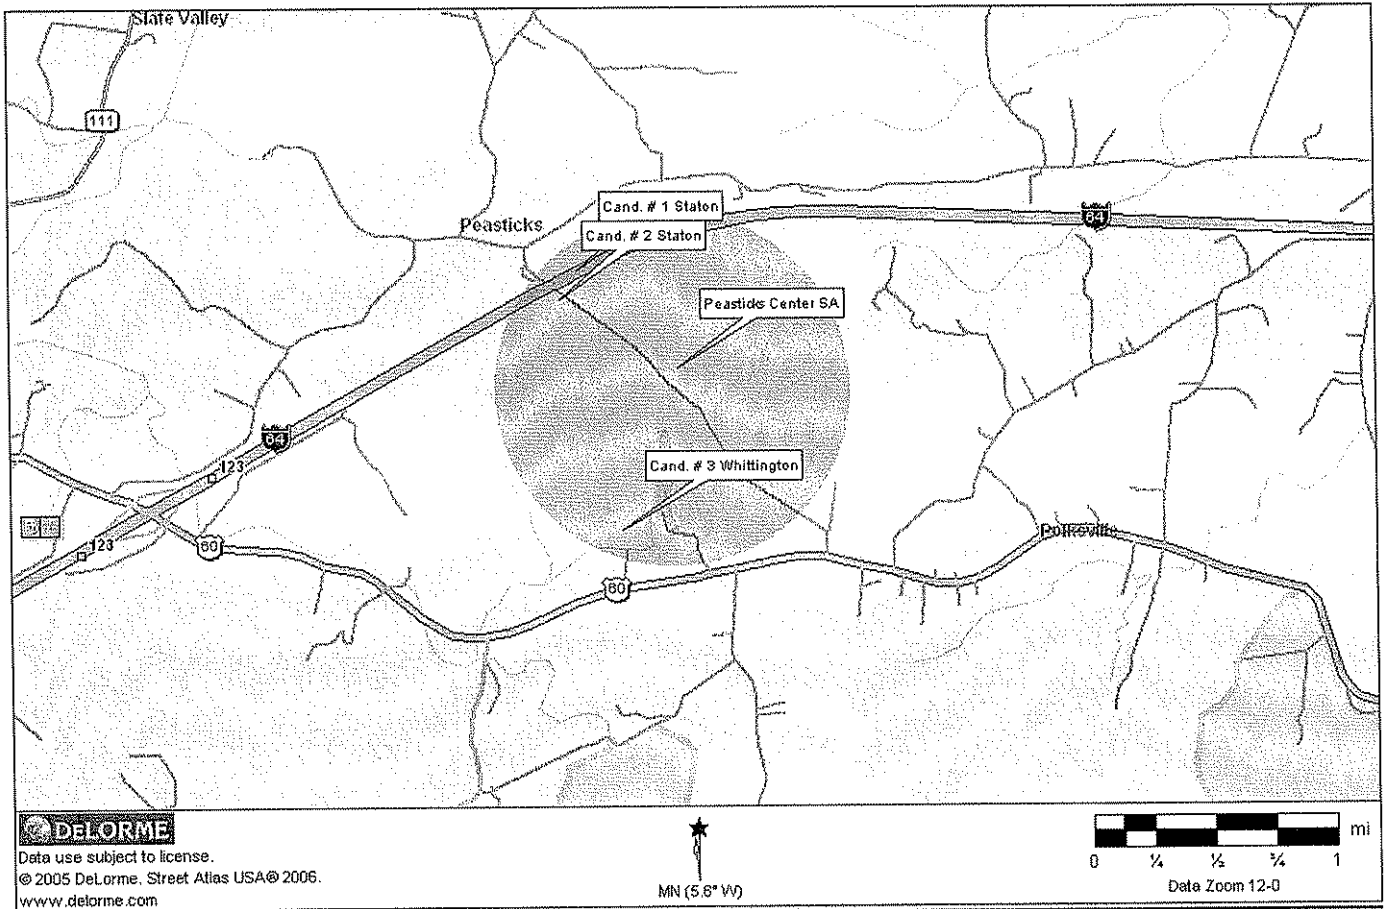 Slate Valley
111
Cand. # 1 Staton
64
Peasticks
Cand. # 2 Staton
Peasticks Center SA
64
123
Cand. # 3 Whittington
123
60
Polksville
60
DELORME
Data use subject to license.
© 2005 DeLorme. Street Atlas USA® 2006.
www.delorme.com
MN (5.6° W)
mi
0 ¼ ½ ¾ 1
Data Zoom 12-0